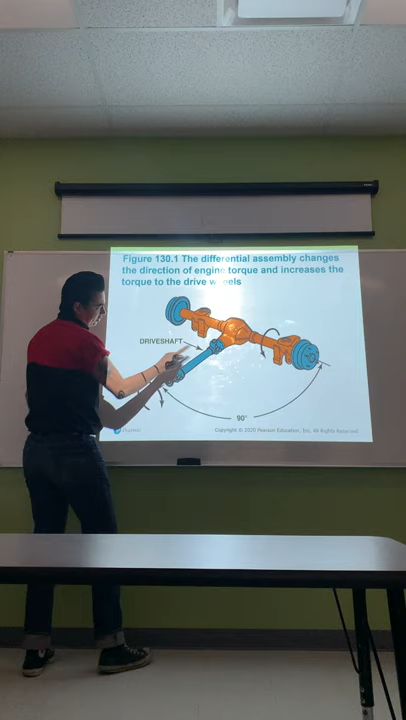 Figure 130.1 The differential assembly changes
the direction of engine torque and increases the
torque to the drive wheels
DRIVESHAFT
90°
Pearson
Copyright © 2020 Pearson Education, Inc. All Rights Reserved